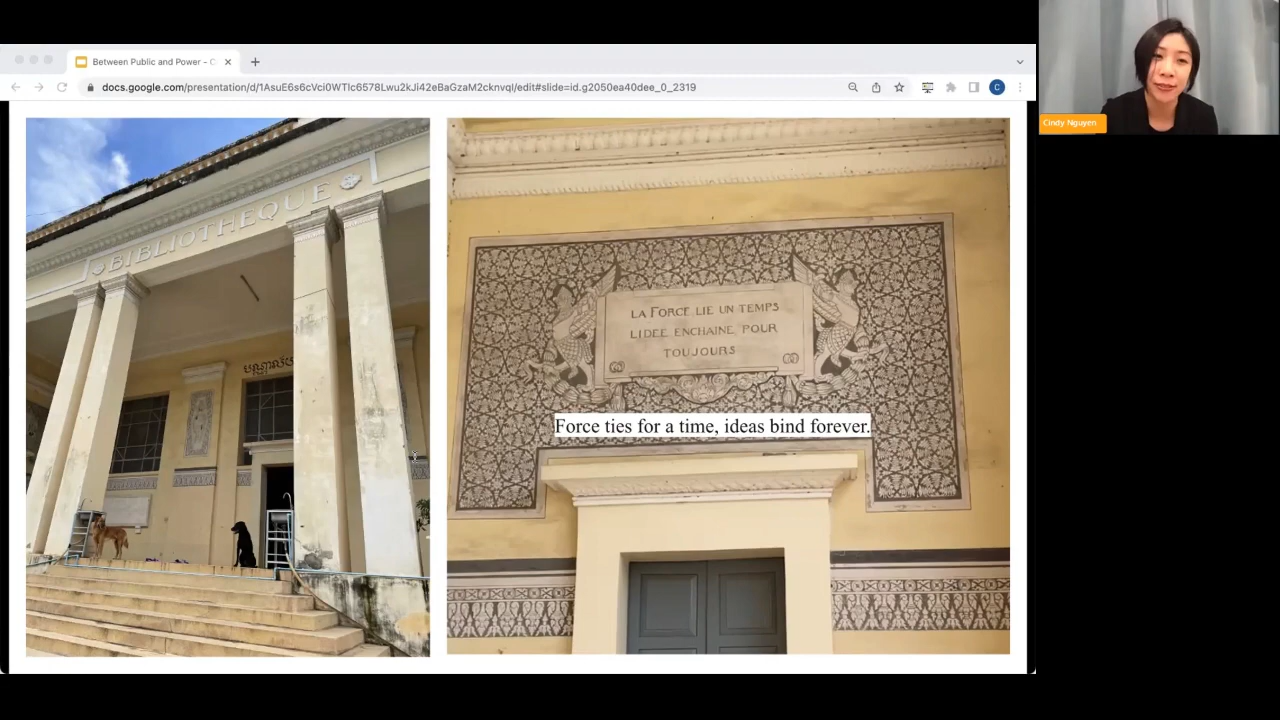 Between Public and Power - C
docs.google.com/presentation/d/1AsuE6sBcVci0WTlc6578Lwu2kJi42eBaGzaM2cknvqI/edit#slide=id.g2050ea40dee_0_2319
C
Cindy Nguyen
BIBLIOTHEQUE
LA FORCE LIE UN TEMPS
LIDEE ENCHAINE POUR
TOUJOURS
Force ties for a time, ideas bind forever.